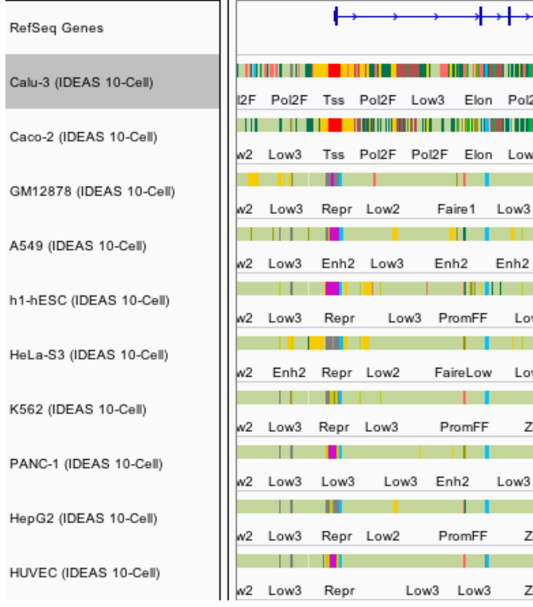 RefSeq Genes
Calu-3 (IDEAS 10-Cell)
l2F Pol2F Tss Pol2F Low3 Elon Pol2
Caco-2 (IDEAS 10-Cell)
w2 Low3 Tss Pol2F Pol2F Elon Low
GM12878 (IDEAS 10-Cell)
w2 Low3 Repr Low2 Faire1 Low3
A549 (IDEAS 10-Cell)
w2 Low3 Enh2 Low3 Enh2 Enh2
h1-hESC (IDEAS 10-Cell)
w2 Low3 Repr Low3 PromFF Lo
HeLa-S3 (IDEAS 10-Cell)
w2 Enh2 Repr Low2 FaireLow Lo
K562 (IDEAS 10-Cell)
w2 Low3 Repr Low3 PromFF Z
PANC-1 (IDEAS 10-Cell)
w2 Low3 Low3 Low3 Enh2 Low3
HepG2 (IDEAS 10-Cell)
w2 Low3 Repr Low2 PromFF Z
HUVEC (IDEAS 10-Cell)
w2 Low3 Repr Low3 Low3 Z